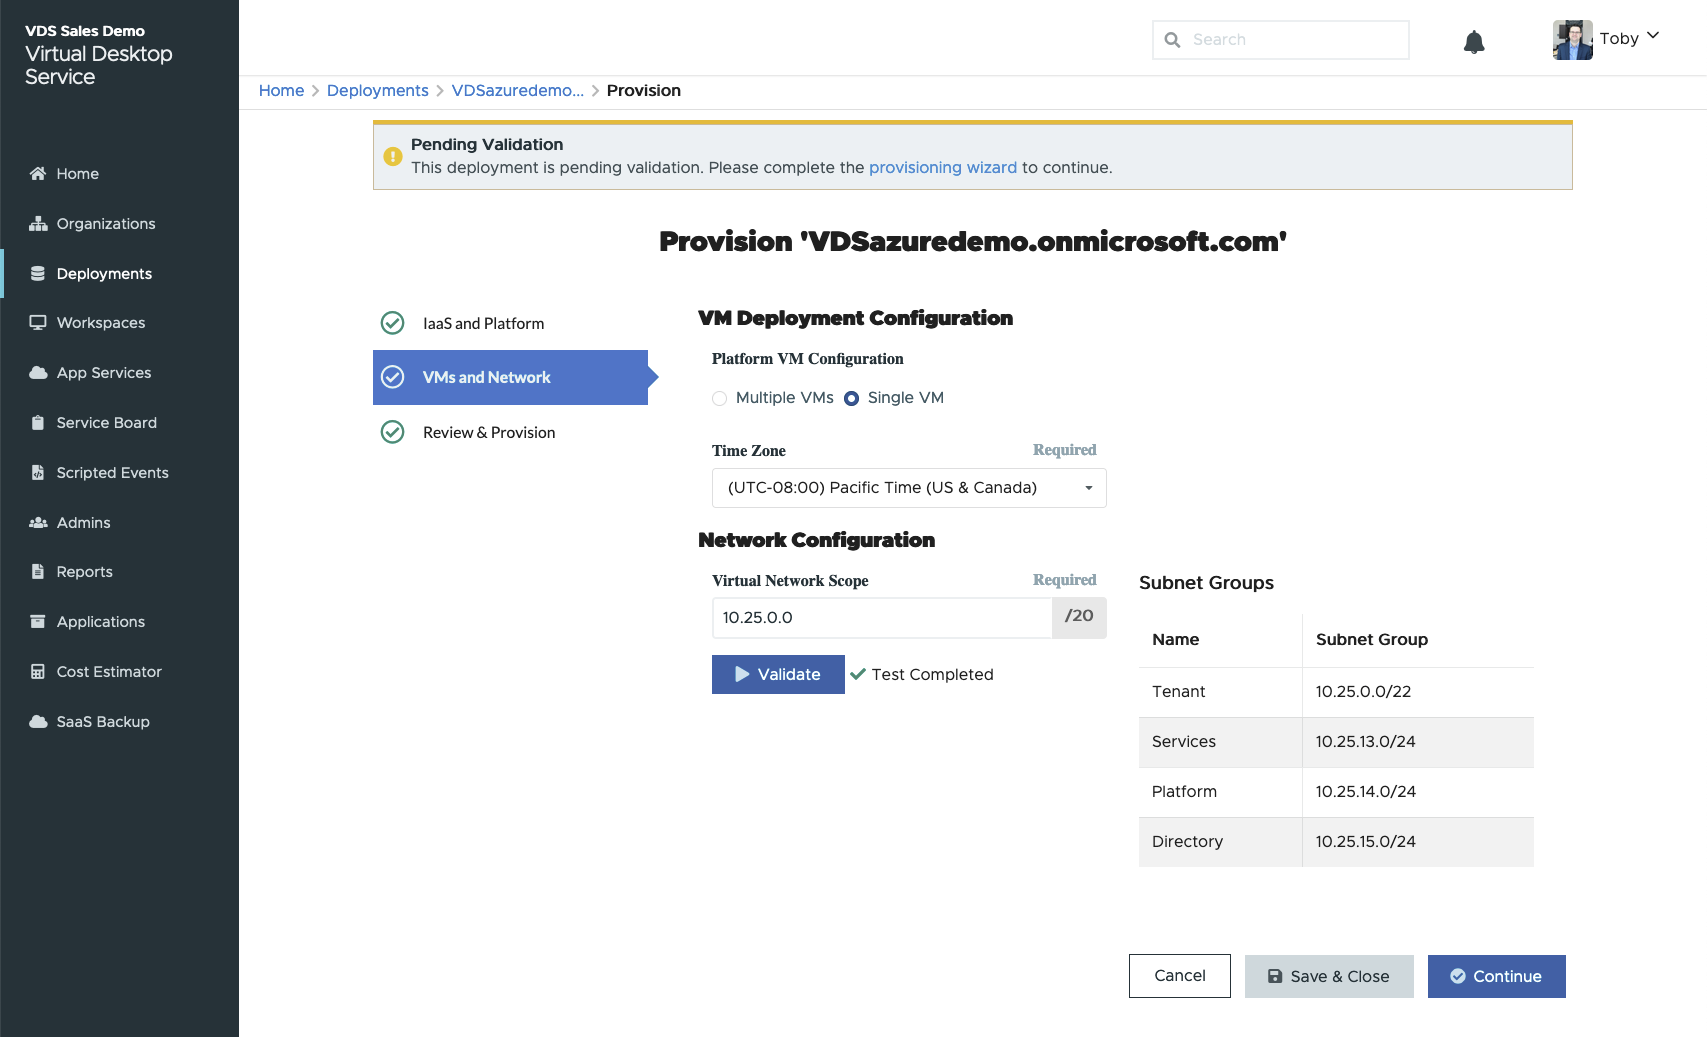 VDS Sales Demo
Virtual Desktop
Service
Search
Toby
Home > Deployments > VDSazuredemo... > Provision
Pending Validation
This deployment is pending validation. Please complete the provisioning wizard to continue.
Home
Organizations
Deployments
Workspaces
App Services
Service Board
Scripted Events
Admins
Reports
Applications
Cost Estimator
SaaS Backup
Provision 'VDSazuredemo.onmicrosoft.com'
IaaS and Platform
VMs and Network
Review & Provision
VM Deployment Configuration
Platform VM Configuration
Multiple VMs Single VM
Time Zone Required
(UTC-08:00) Pacific Time (US & Canada)
Network Configuration
Virtual Network Scope Required
10.25.0.0 /20
Validate Test Completed
Subnet Groups
Name Subnet Group
Tenant 10.25.0.0/22
Services 10.25.13.0/24
Platform 10.25.14.0/24
Directory 10.25.15.0/24
Cancel Save & Close Continue